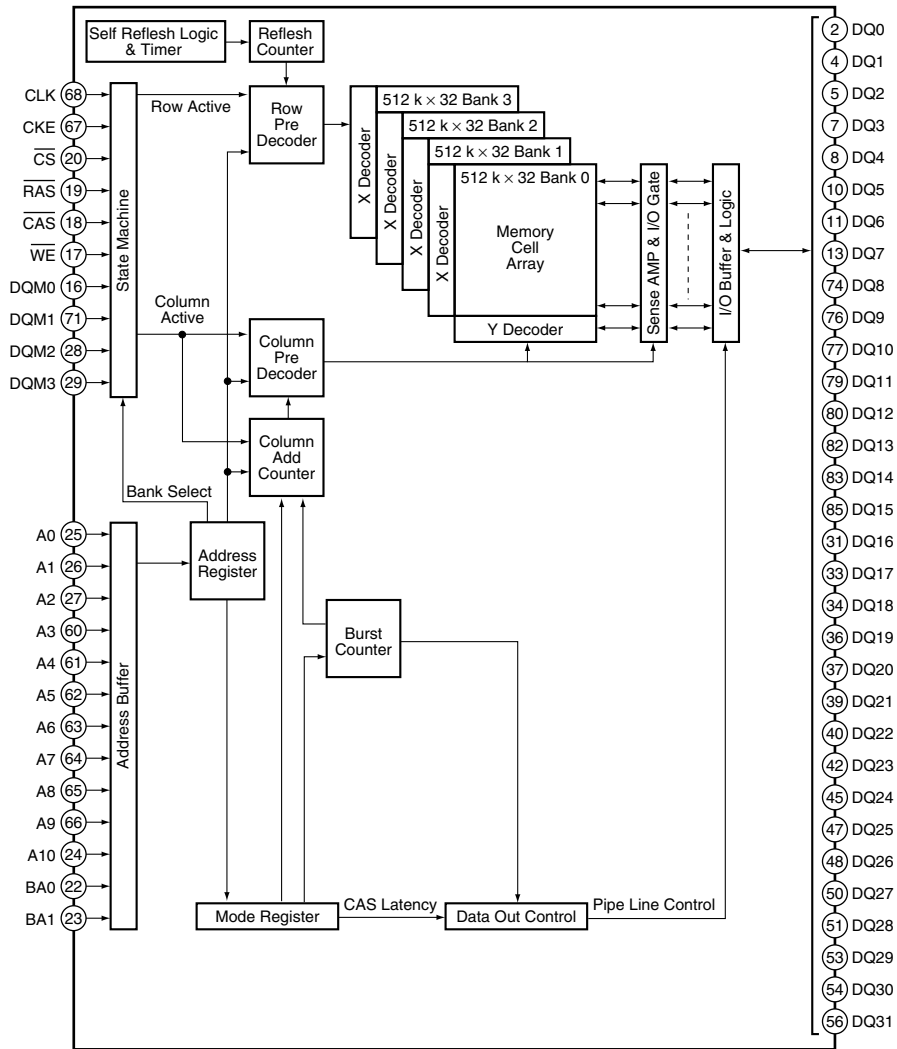 Self Reflesh Logic
& Timer
Reflesh
Counter
CLK 68
CKE 67
CS 20
RAS 19
CAS 18
WE 17
DQM0 16
DQM1 71
DQM2 28
DQM3 29
State Machine
Row Active
Column
Active
Bank Select
Row
Pre
Decoder
Column
Pre
Decoder
Column
Add
Counter
X Decoder
512 k × 32 Bank 3
X Decoder
512 k × 32 Bank 2
X Decoder
512 k × 32 Bank 1
X Decoder
512 k × 32 Bank 0
Memory
Cell
Array
Y Decoder
Sense AMP & I/O Gate
I/O Buffer & Logic
A0 25
A1 26
A2 27
A3 60
A4 61
A5 62
A6 63
A7 64
A8 65
A9 66
A10 24
BA0 22
BA1 23
Address Buffer
Address
Register
Burst
Counter
Mode Register
CAS Latency
Data Out Control
Pipe Line Control
2 DQ0
4 DQ1
5 DQ2
7 DQ3
8 DQ4
10 DQ5
11 DQ6
13 DQ7
74 DQ8
76 DQ9
77 DQ10
79 DQ11
80 DQ12
82 DQ13
83 DQ14
85 DQ15
31 DQ16
33 DQ17
34 DQ18
36 DQ19
37 DQ20
39 DQ21
40 DQ22
42 DQ23
45 DQ24
47 DQ25
48 DQ26
50 DQ27
51 DQ28
53 DQ29
54 DQ30
56 DQ31